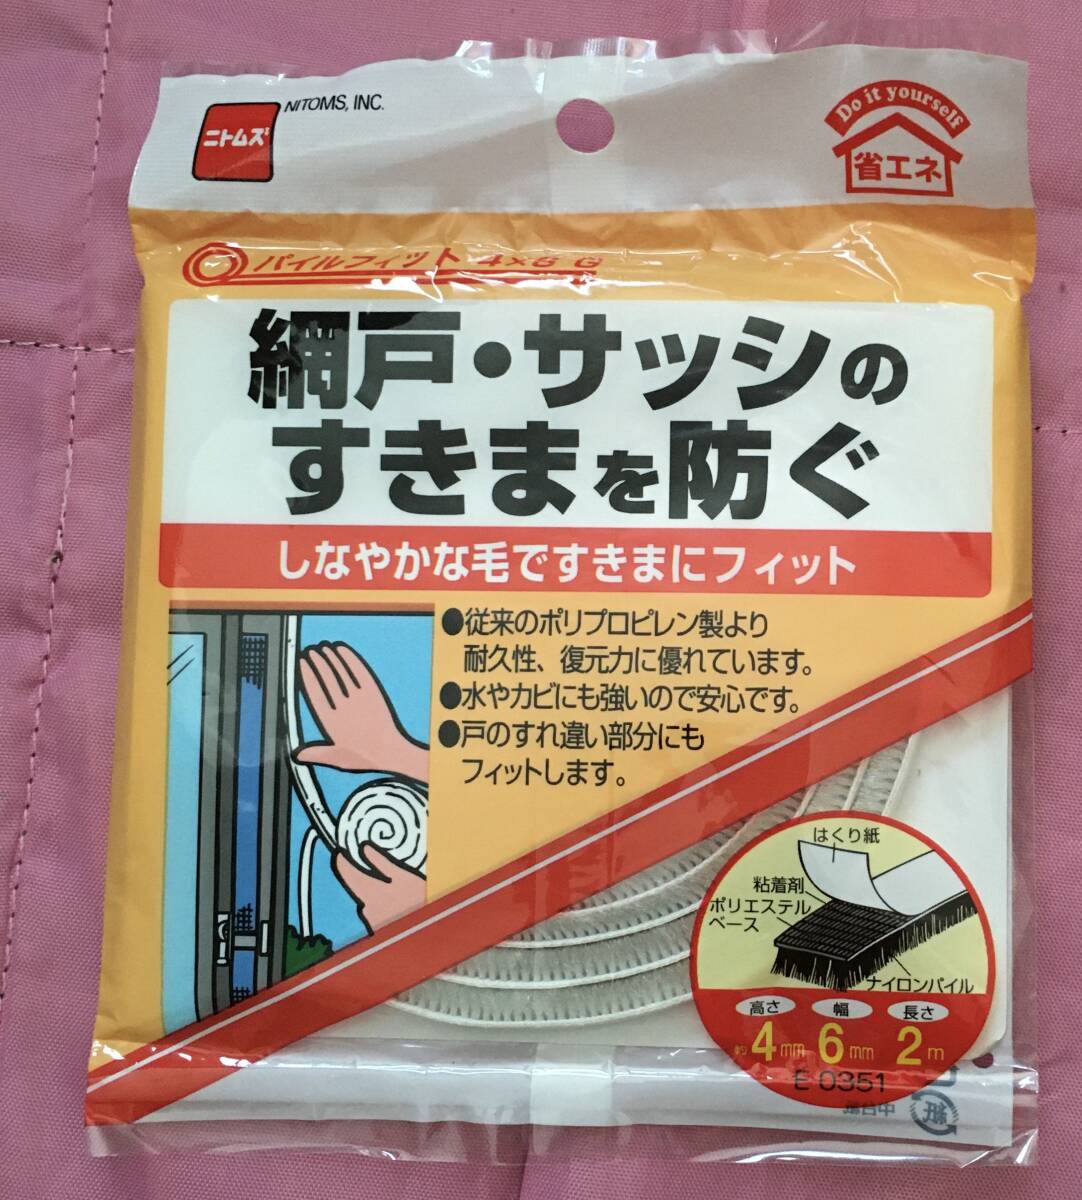 ニトムズ
NITOMS, INC.
Do it yourself
省エネ
パイルフィット 4×6 G
網戸・サッシの
すきまを防ぐ
しなやかな毛ですきまにフィット
●従来のポリプロピレン製より
耐久性、復元力に優れています。
●水やカビにも強いので安心です。
●戸のすれ違い部分にも
フィットします。
はくり紙
粘着剤
ポリエステル
ベース
ナイロンパイル
高さ 幅 長さ
約4mm 6mm 2m
E 0351
紙